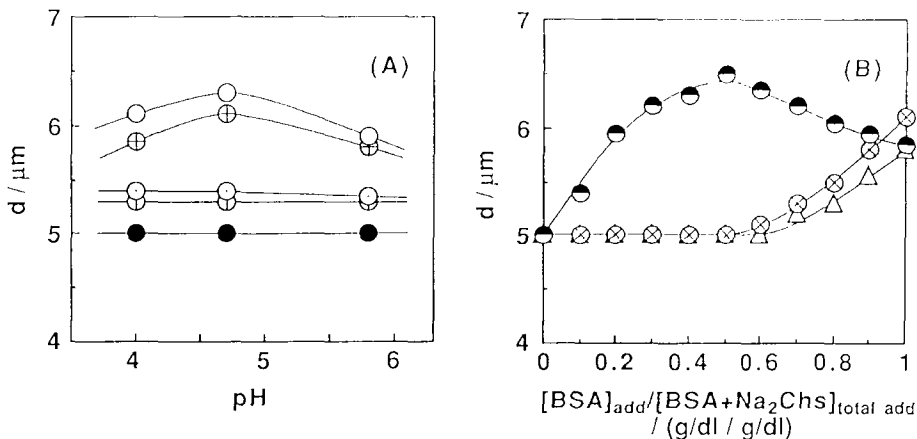 7
6
5
4
d / μm
(A)
4
5
6
pH
7
6
5
4
d / μm
(B)
0
0.2
0.4
0.6
0.8
1
[BSA]add/[BSA+Na₂Chs]total add
/ (g/dl / g/dl)